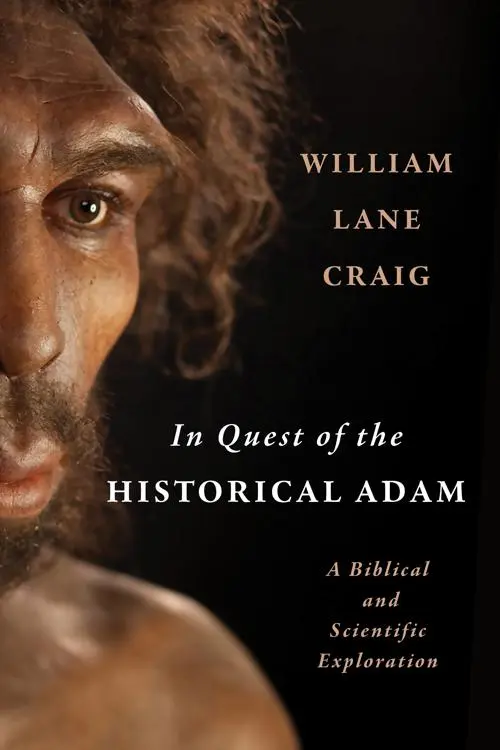 WILLIAM
LANE
CRAIG
In Quest of the
HISTORICAL ADAM
A Biblical
and
Scientific
Exploration